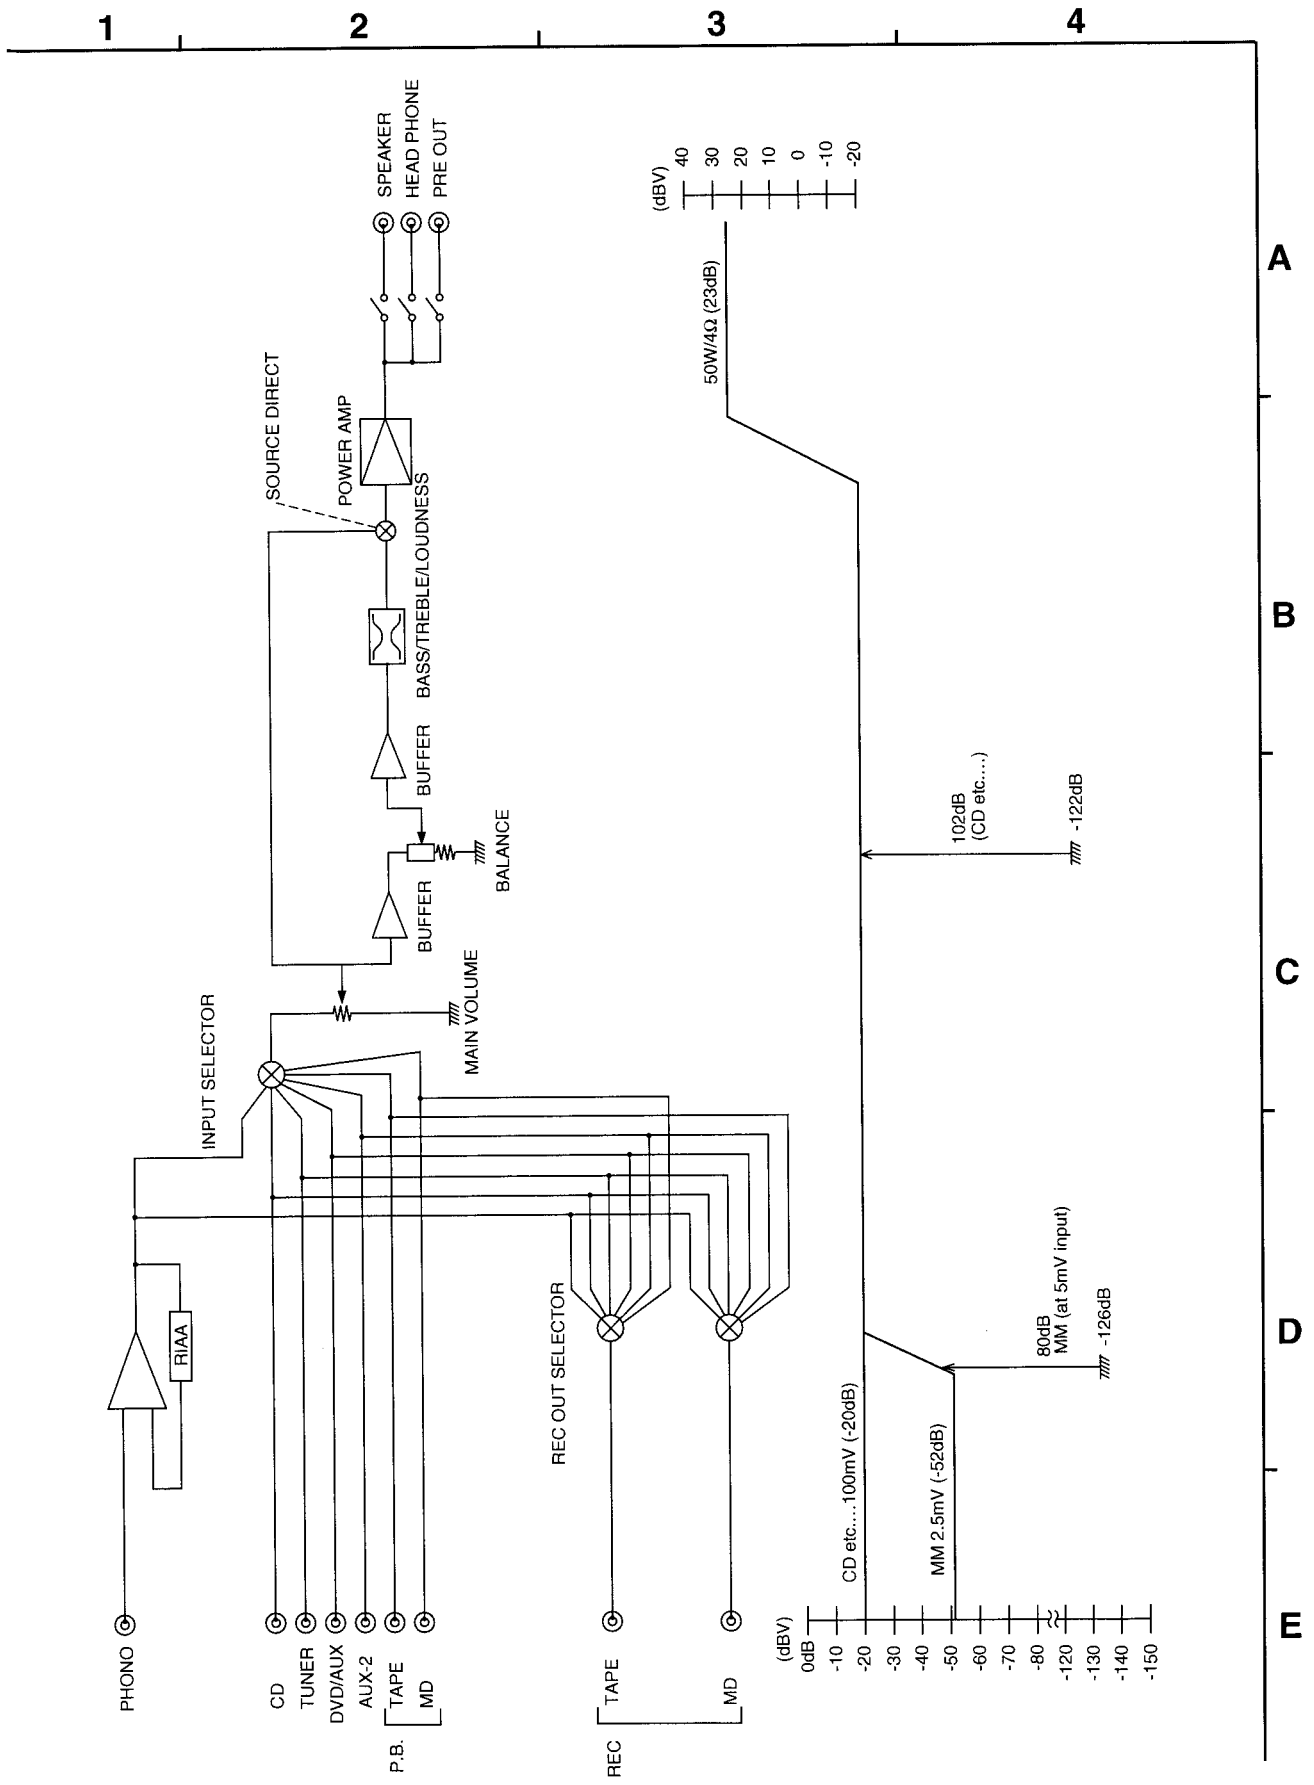 1
2
3
4
A
B
C
D
E
SPEAKER
HEAD PHONE
PRE OUT
SOURCE DIRECT
POWER AMP
BASS/TREBLE/LOUDNESS
BUFFER
BALANCE
BUFFER
MAIN VOLUME
INPUT SELECTOR
RIAA
REC OUT SELECTOR
PHONO
CD
TUNER
DVD/AUX
AUX-2
TAPE
MD
P.B.
TAPE
MD
REC
(dBV)
40
30
20
10
0
-10
-20
50W/4Ω (23dB)
102dB
(CD etc....)
-122dB
80dB
MM (at 5mV input)
-126dB
CD etc....100mV (-20dB)
MM 2.5mV (-52dB)
(dBV)
0dB
-10
-20
-30
-40
-50
-60
-70
-80
-120
-130
-140
-150